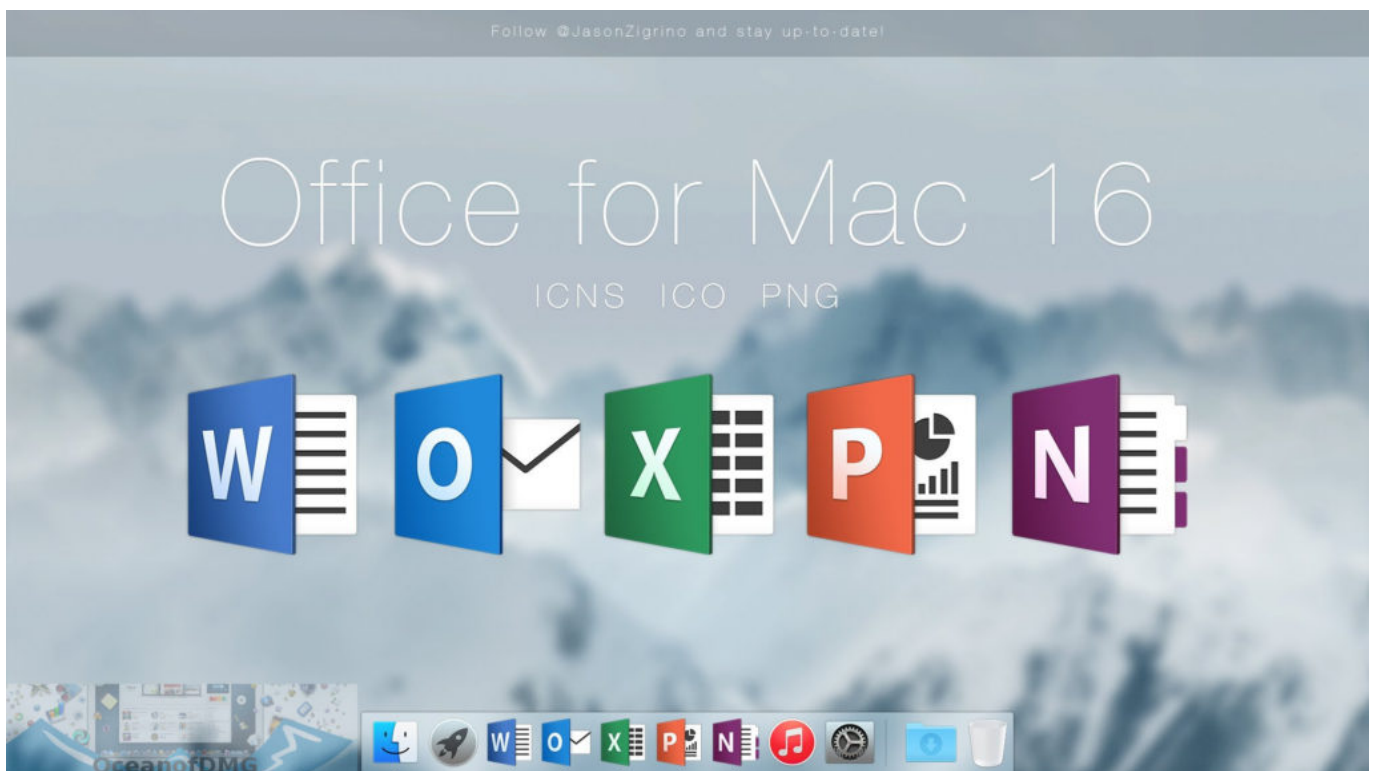 Follow @JasonZigrino and stay up-to-date!
Office for Mac 16
ICNS ICO PNG
W O X P N
W O X P N
OceanofDMG